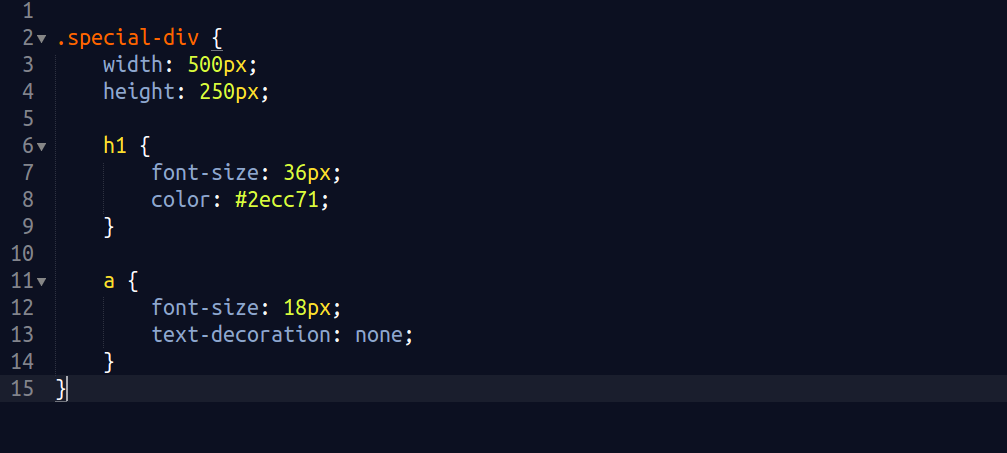 1
2 .special-div {
3     width: 500px;
4     height: 250px;
5
6     h1 {
7         font-size: 36px;
8         color: #2ecc71;
9     }
10
11     a {
12         font-size: 18px;
13         text-decoration: none;
14     }
15 }